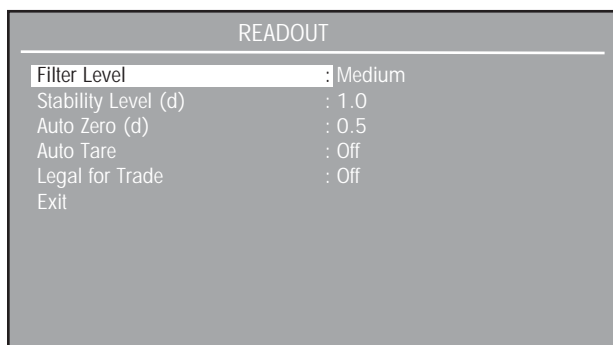 READOUT
Filter Level : Medium
Stability Level (d) : 1.0
Auto Zero (d) : 0.5
Auto Tare : Off
Legal for Trade : Off
Exit